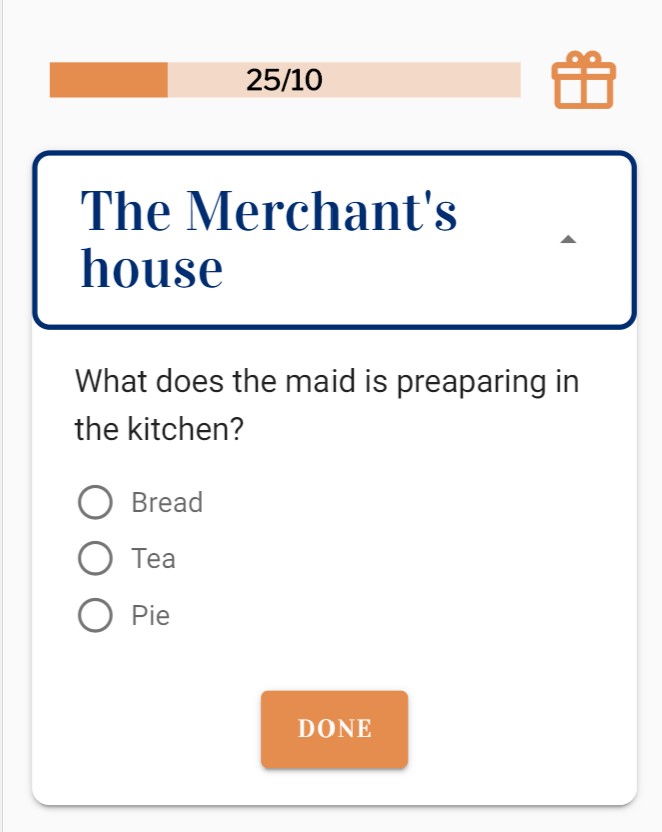 25/10
The Merchant's
house
What does the maid is preaparing in
the kitchen?
Bread
Tea
Pie
DONE